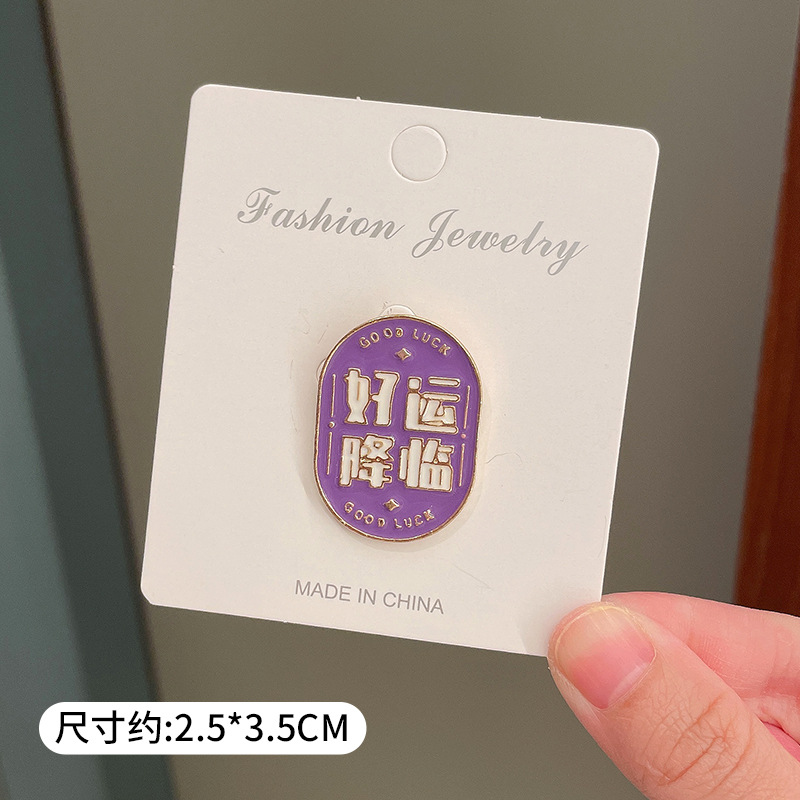 Fashion Jewelry
GOOD LUCK
好运
降临
GOOD LUCK
MADE IN CHINA
尺寸约:2.5*3.5CM